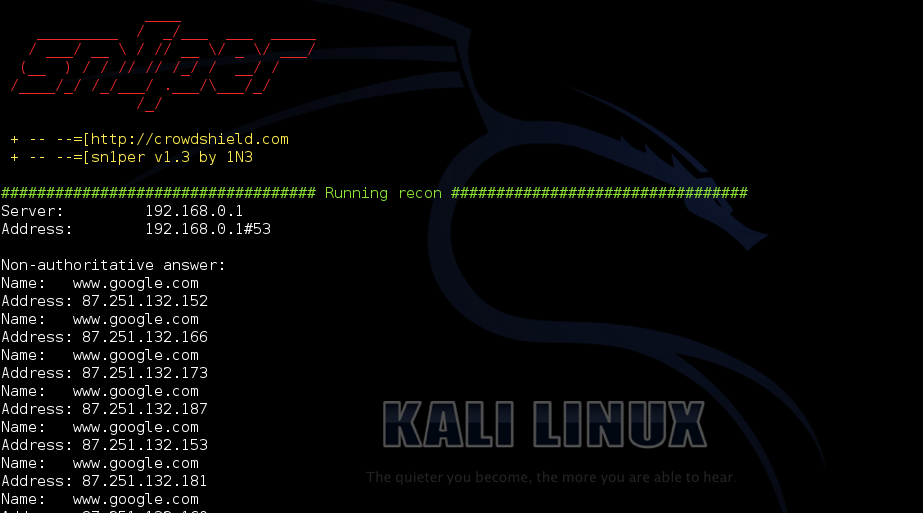 sn1per
+ -- --=[http://crowdshield.com
+ -- --=[sn1per v1.3 by 1N3
################################### Running recon #################################
Server:         192.168.0.1
Address:        192.168.0.1#53
Non-authoritative answer:
Name:   www.google.com
Address: 87.251.132.152
Name:   www.google.com
Address: 87.251.132.166
Name:   www.google.com
Address: 87.251.132.173
Name:   www.google.com
Address: 87.251.132.187
Name:   www.google.com
Address: 87.251.132.153
Name:   www.google.com
Address: 87.251.132.181
Name:   www.google.com
KALI LINUX
The quieter you become, the more you are able to hear.